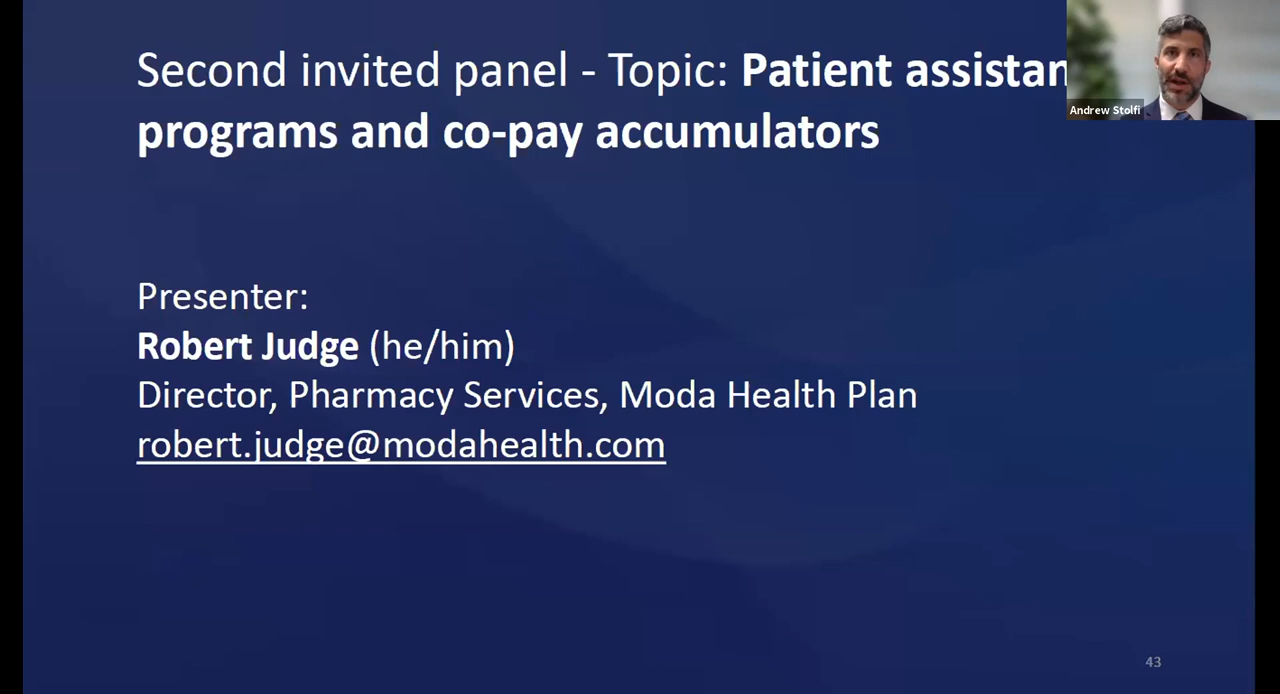 Second invited panel - Topic: Patient assistan
programs and co-pay accumulators
Andrew Stolfi
Presenter:
Robert Judge (he/him)
Director, Pharmacy Services, Moda Health Plan
robert.judge@modahealth.com
43